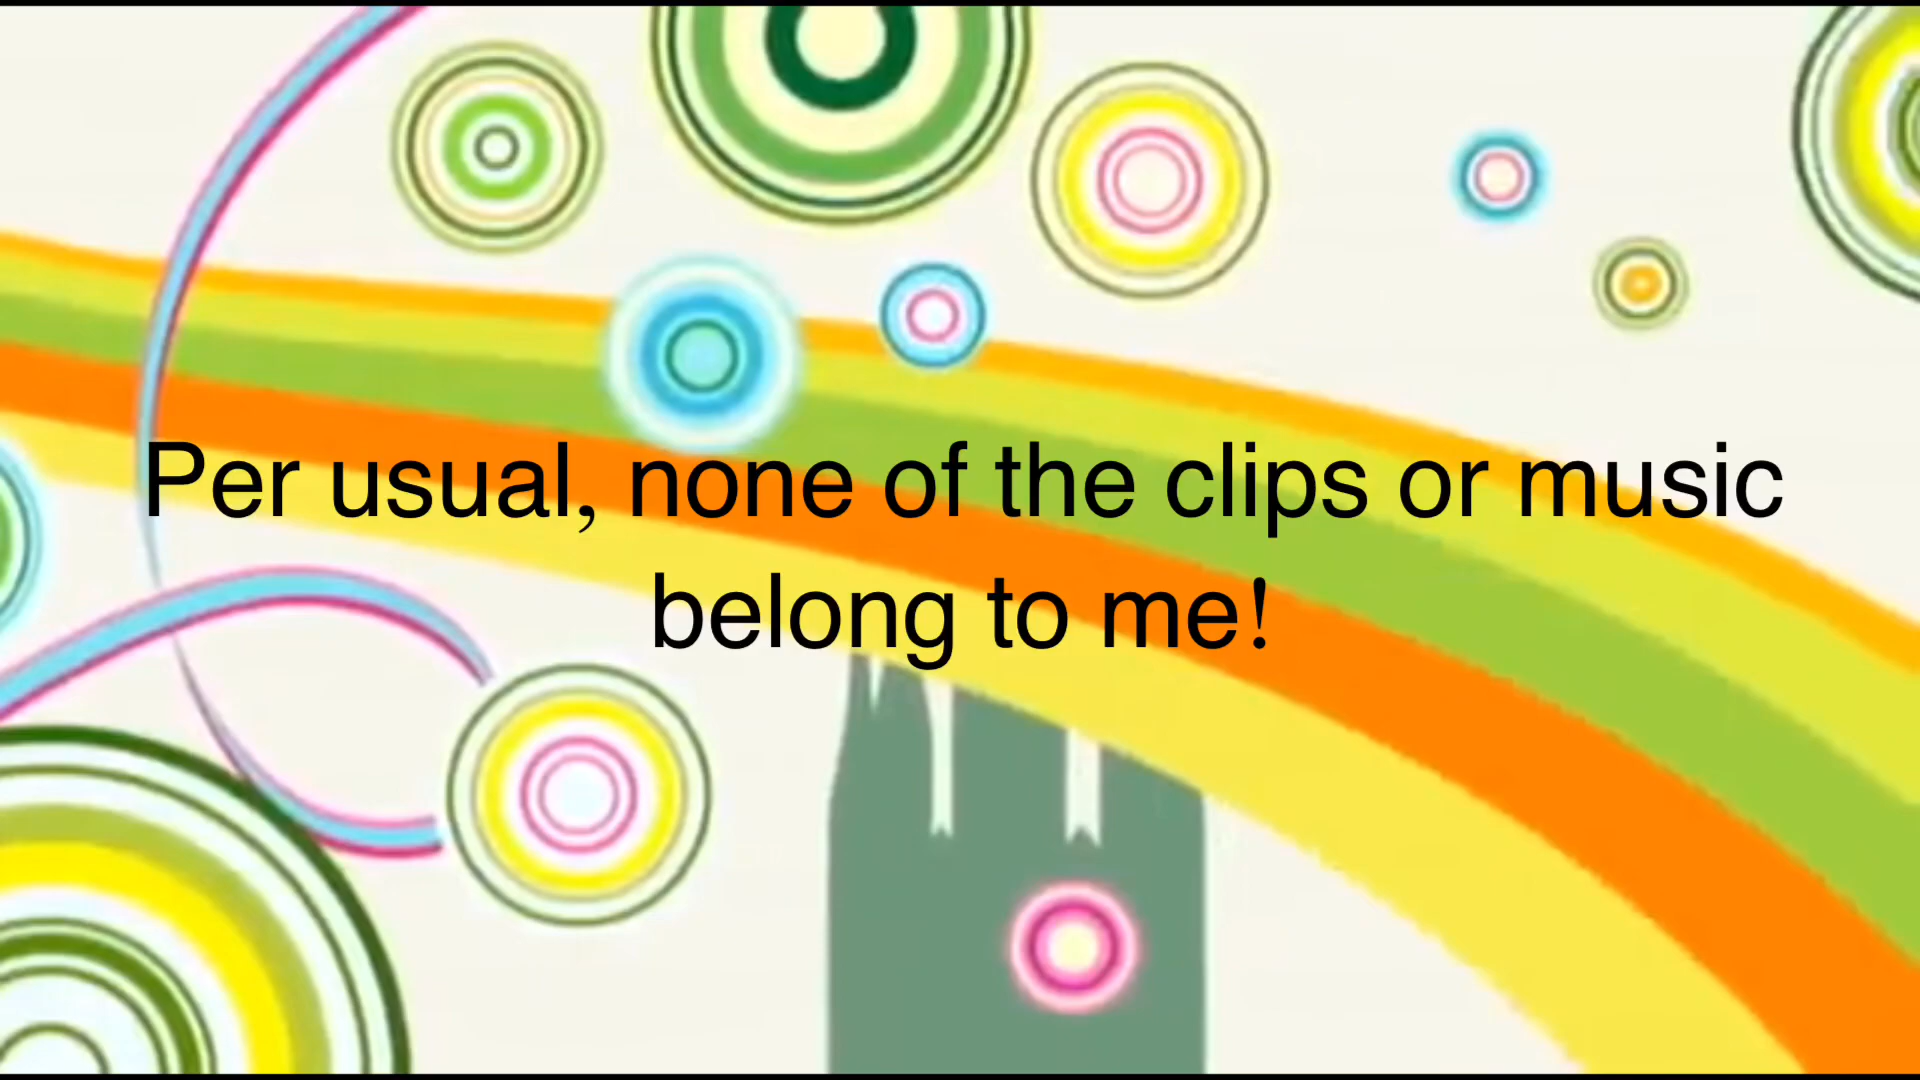 Per usual, none of the clips or music
belong to me!